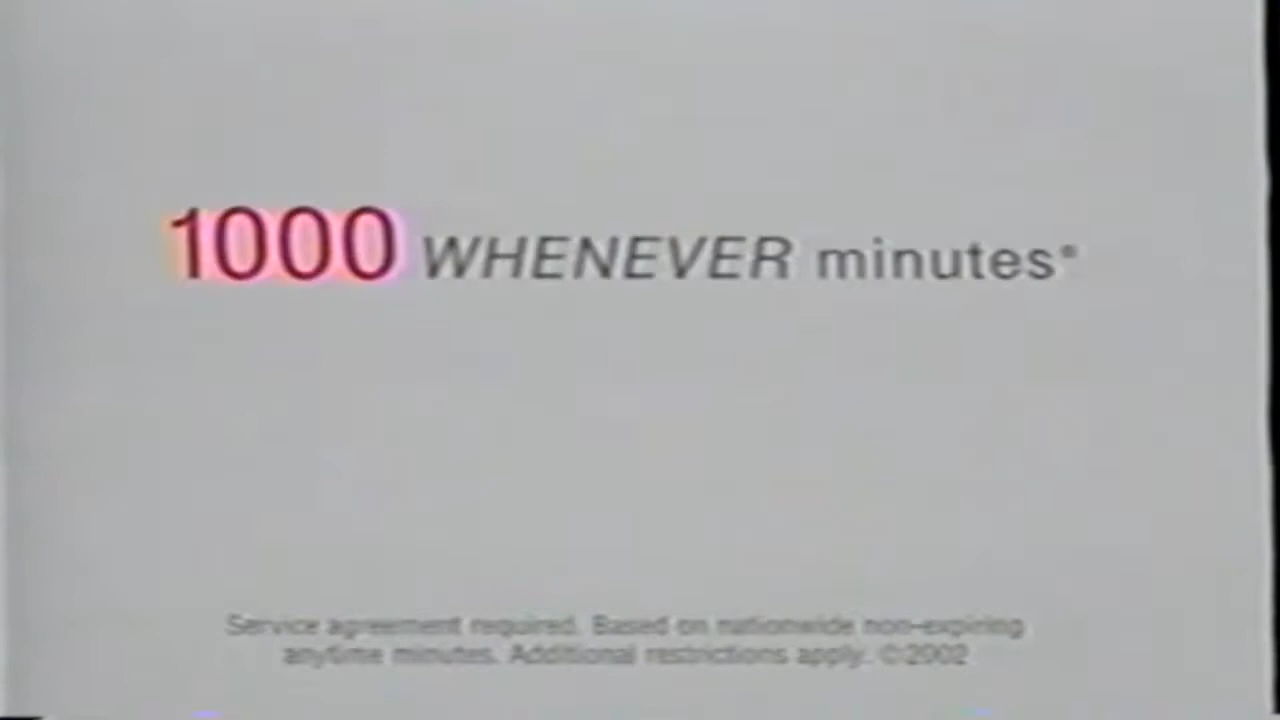 1000 WHENEVER minutes®
Service agreement required. Based on nationwide non-expiring
anytime minutes. Additional restrictions apply. ©2002